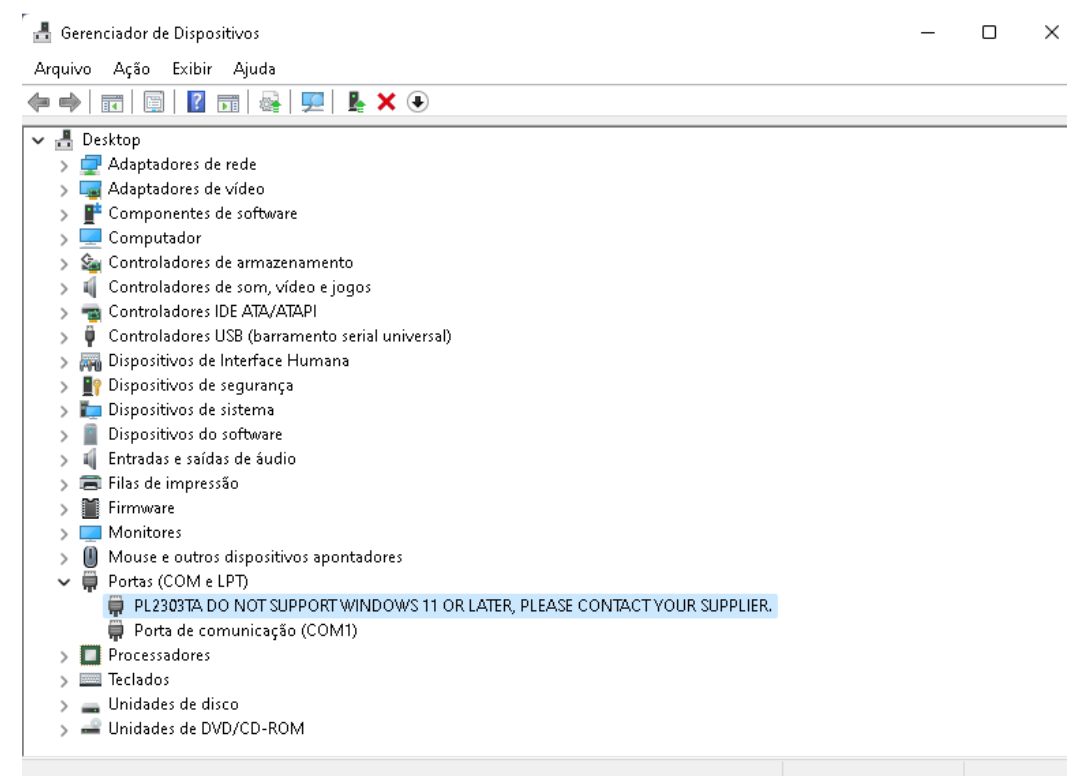 Gerenciador de Dispositivos
Arquivo Ação Exibir Ajuda
Desktop
Adaptadores de rede
Adaptadores de vídeo
Componentes de software
Computador
Controladores de armazenamento
Controladores de som, vídeo e jogos
Controladores IDE ATA/ATAPI
Controladores USB (barramento serial universal)
Dispositivos de Interface Humana
Dispositivos de segurança
Dispositivos de sistema
Dispositivos do software
Entradas e saídas de áudio
Filas de impressão
Firmware
Monitores
Mouse e outros dispositivos apontadores
Portas (COM e LPT)
PL2303TA DO NOT SUPPORT WINDOWS 11 OR LATER, PLEASE CONTACT YOUR SUPPLIER.
Porta de comunicação (COM1)
Processadores
Teclados
Unidades de disco
Unidades de DVD/CD-ROM